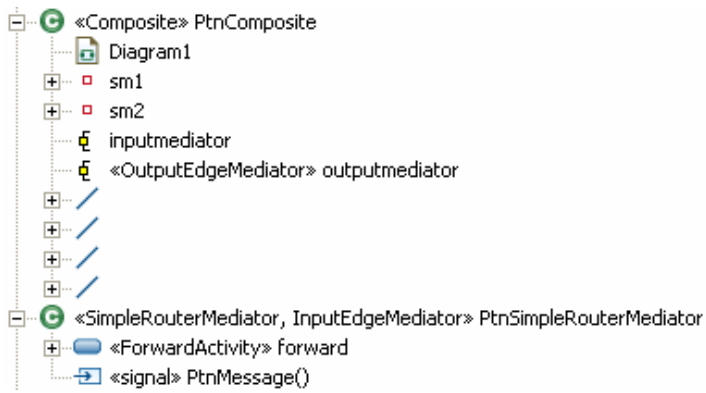 «Composite» PtnComposite
Diagram1
sm1
sm2
inputmediator
«OutputEdgeMediator» outputmediator
«SimpleRouterMediator, InputEdgeMediator» PtnSimpleRouterMediator
«ForwardActivity» forward
«signal» PtnMessage()